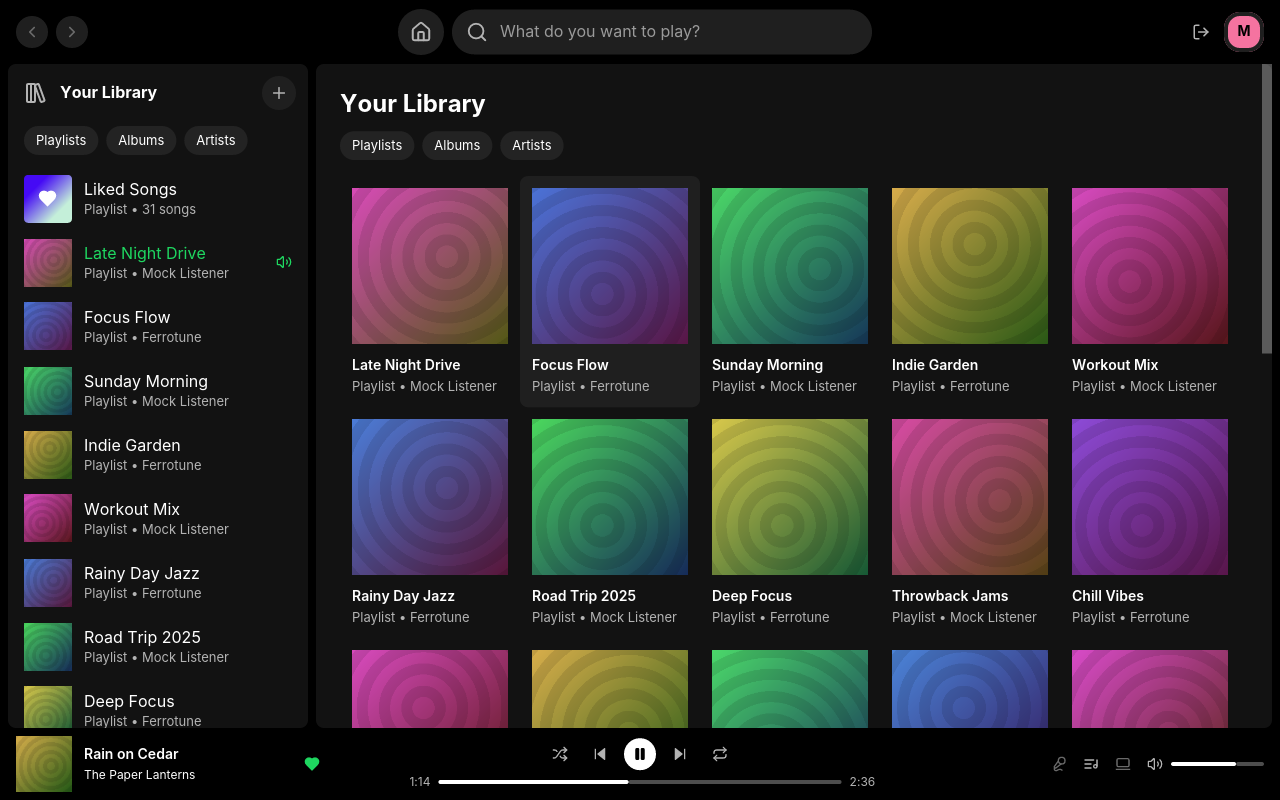 What do you want to play?
M
Your Library
Playlists
Albums
Artists
Liked Songs
Playlist • 31 songs
Late Night Drive
Playlist • Mock Listener
Focus Flow
Playlist • Ferrotune
Sunday Morning
Playlist • Mock Listener
Indie Garden
Playlist • Ferrotune
Workout Mix
Playlist • Mock Listener
Rainy Day Jazz
Playlist • Ferrotune
Road Trip 2025
Playlist • Mock Listener
Deep Focus
Playlist • Ferrotune
Your Library
Playlists
Albums
Artists
Late Night Drive
Playlist • Mock Listener
Focus Flow
Playlist • Ferrotune
Sunday Morning
Playlist • Mock Listener
Indie Garden
Playlist • Ferrotune
Workout Mix
Playlist • Mock Listener
Rainy Day Jazz
Playlist • Ferrotune
Road Trip 2025
Playlist • Mock Listener
Deep Focus
Playlist • Ferrotune
Throwback Jams
Playlist • Mock Listener
Chill Vibes
Playlist • Ferrotune
Rain on Cedar
The Paper Lanterns
1:14
2:36